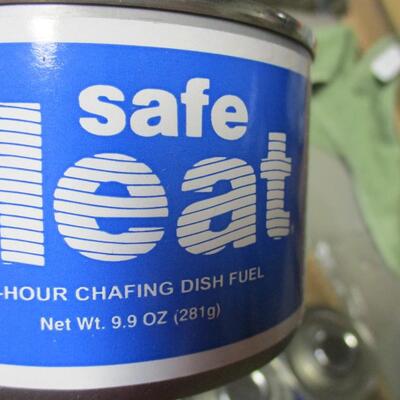 safe
Heat
-HOUR CHAFING DISH FUEL
Net Wt. 9.9 OZ (281g)